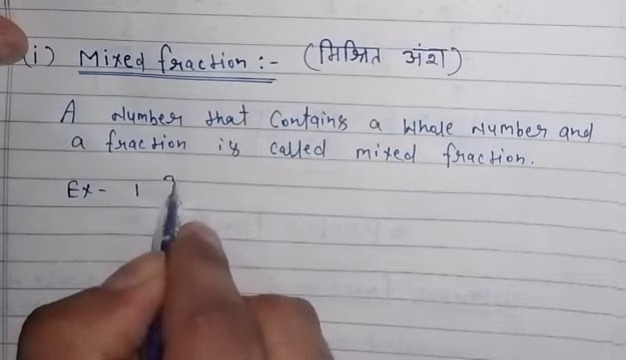 (i) Mixed fraction :- (मिश्रित अंश)
A Number that Contains a Whole Number and
a fraction is called mixed fraction.
Ex- 1